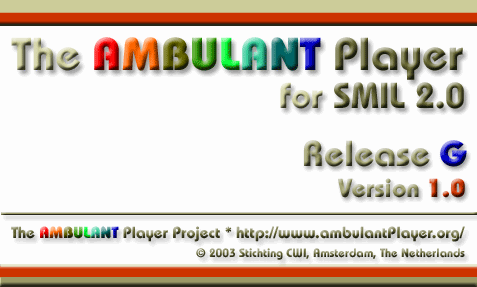 The AMBULANT Player
for SMIL 2.0
Release G
Version 1.0
The AMBULANT Player Project * http://www.ambulantPlayer.org/
© 2003 Stichting CWI, Amsterdam, The Netherlands